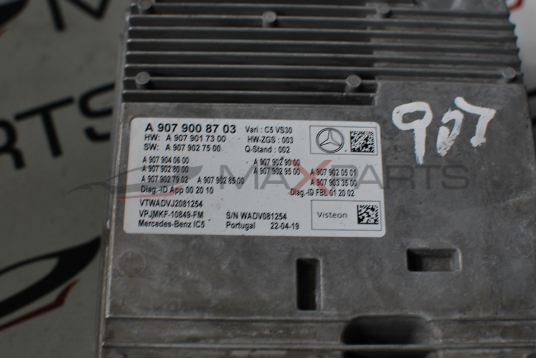 A 907 900 87 03 Vari : C5 VS30
HW: A 907 901 73 00 HW-ZGS : 003
SW: A 907 902 75 00 Q-Stand : 002
A 907 904 06 00 A 907 902 90 00
A 907 902 80 00 A 907 902 95 00 A 907 902 05 01
A 907 902 79 02 A 907 902 85 00 A 907 903 35 00
Diag.-ID App 00 20 10 Diag.-ID FBL 01 20 02
VTWADVJ2081254
VPJMKF-10849-FM S/N WADV081254 Visteon
Mercedes-Benz IC5 Portugal 22-04-19
907
MAX PARTS